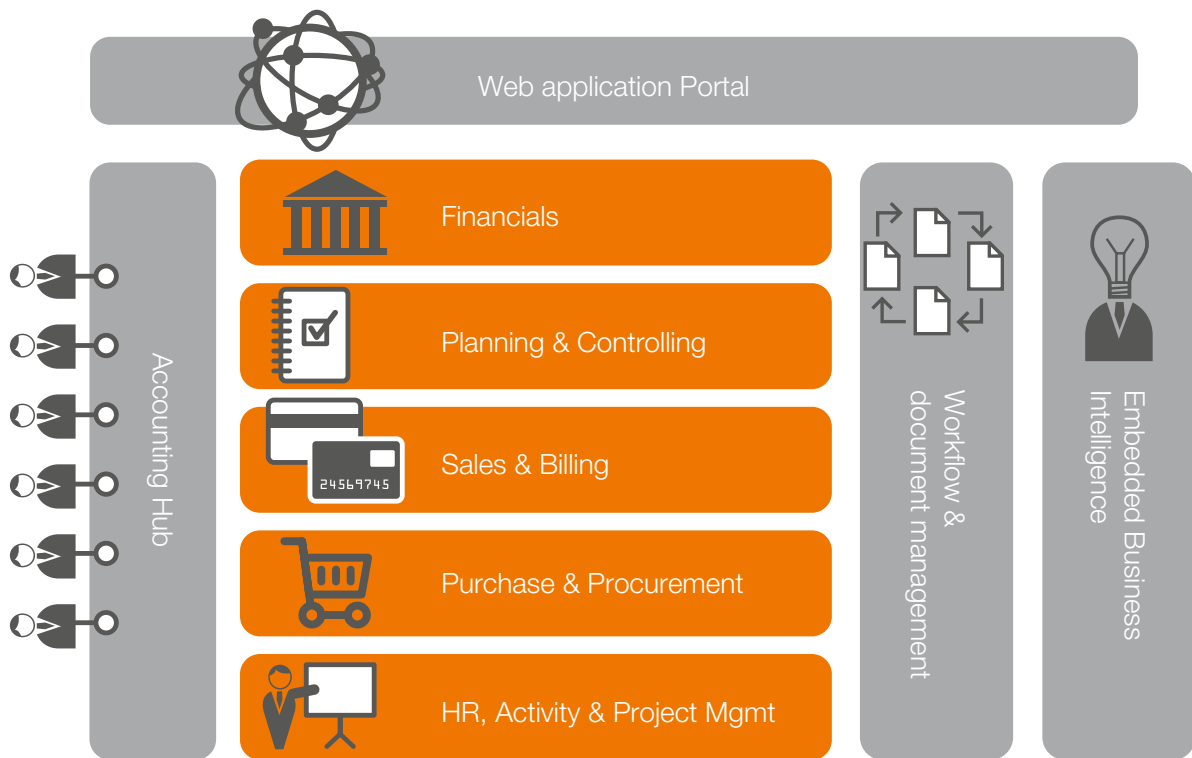 Web application Portal
Accounting Hub
Financials
Planning & Controlling
24569745
Sales & Billing
Purchase & Procurement
HR, Activity & Project Mgmt
Workflow &
document management
Embedded Business
Intelligence